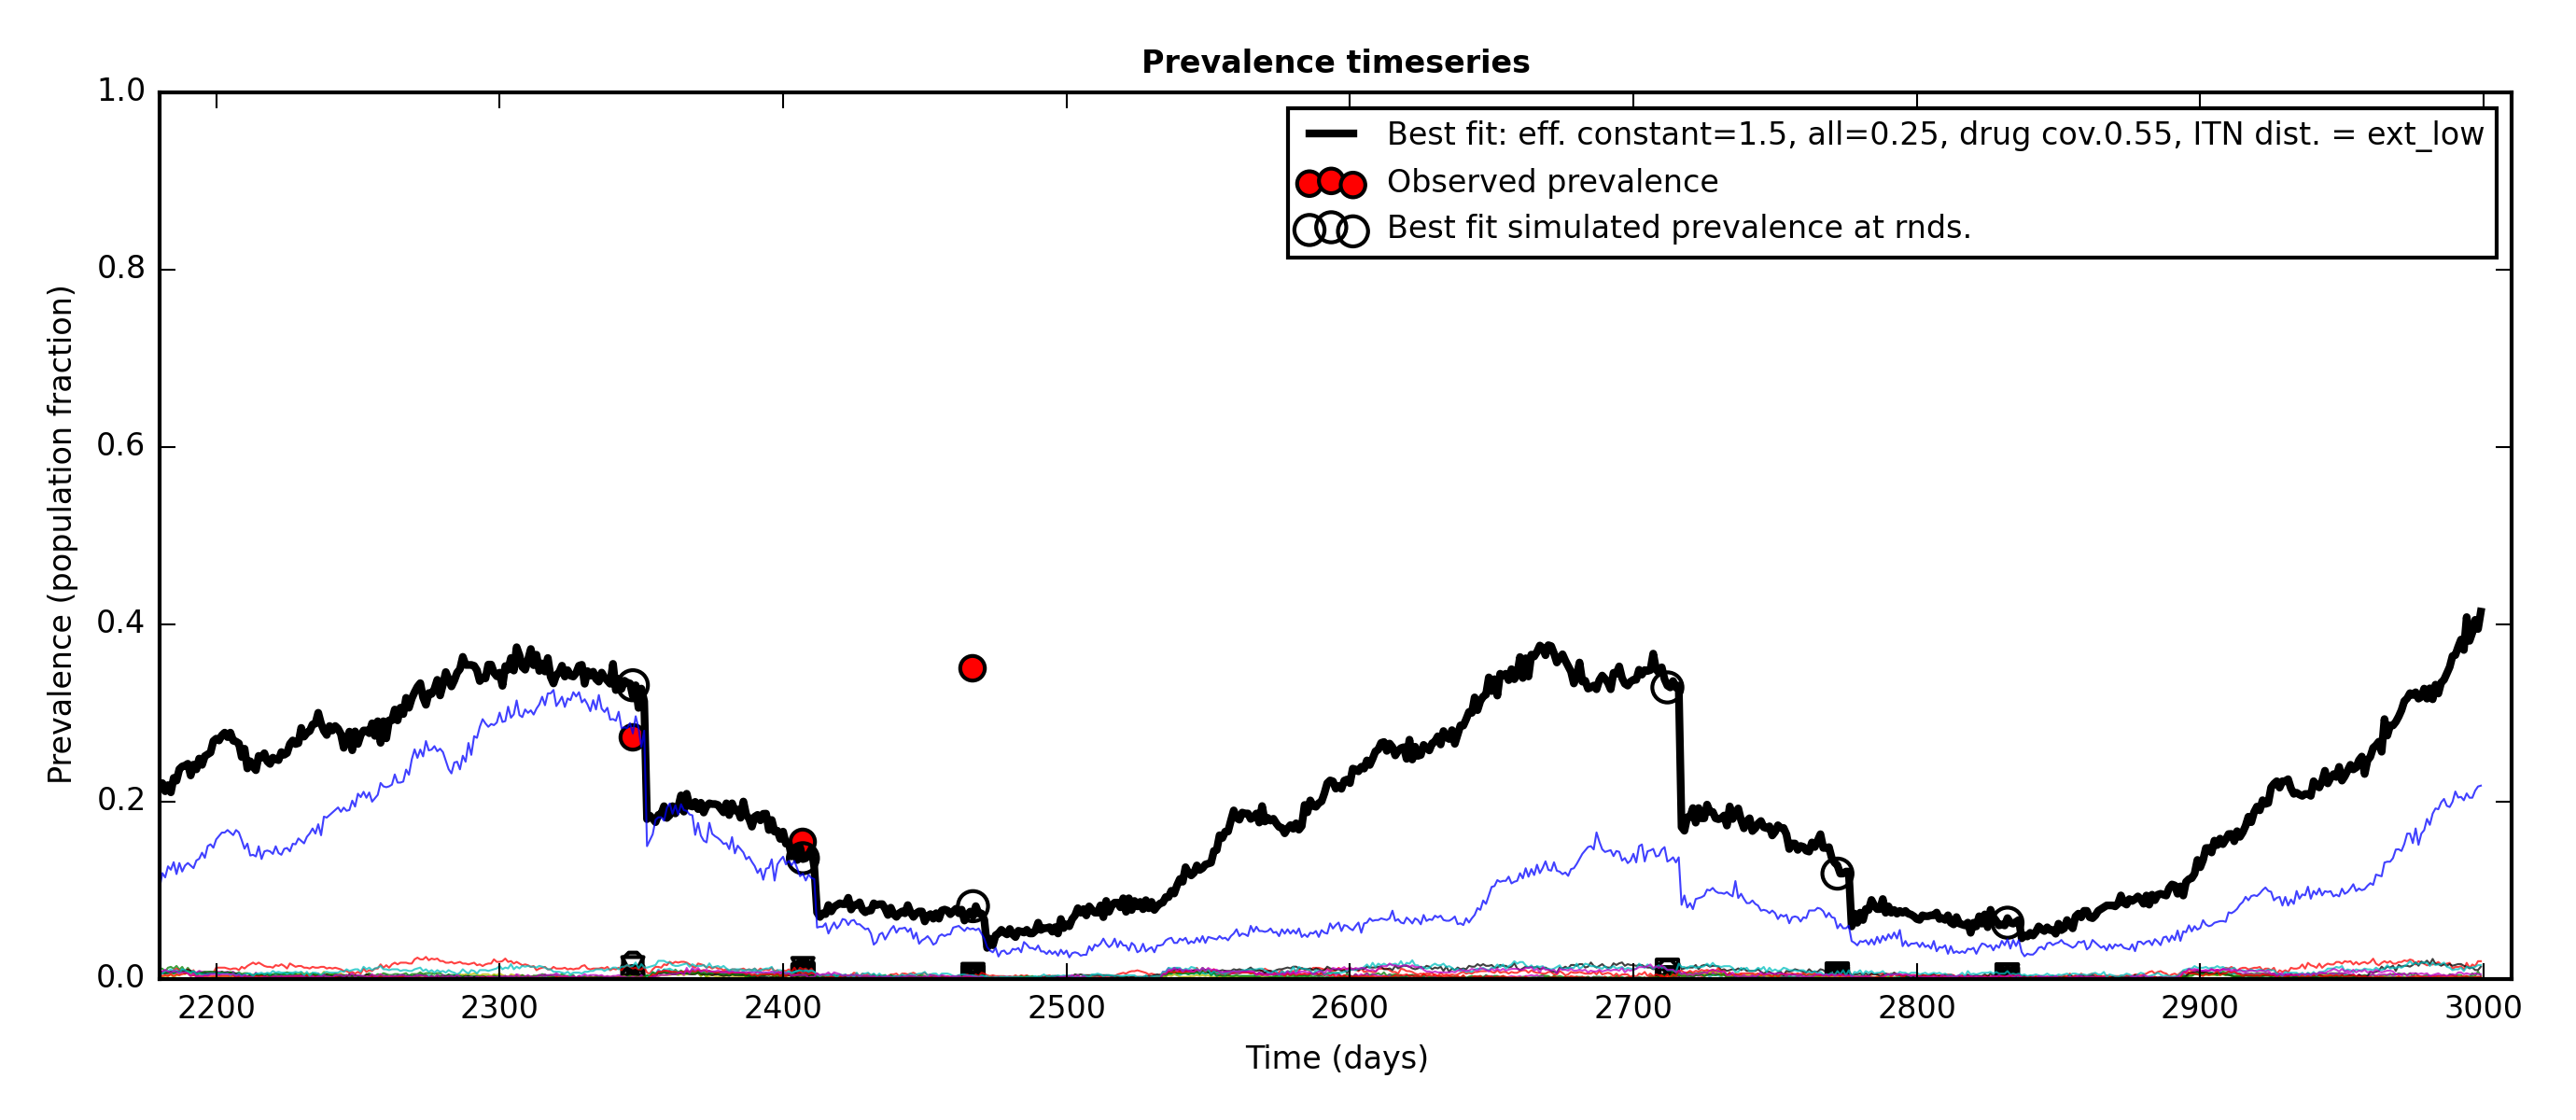 Prevalence timeseries
1.0
0.8
0.6
0.4
0.2
0.0
Prevalence (population fraction)
Best fit: eff. constant=1.5, all=0.25, drug cov.0.55, ITN dist. = ext_low
Observed prevalence
Best fit simulated prevalence at rnds.
2200 2300 2400 2500 2600 2700 2800 2900 3000
Time (days)